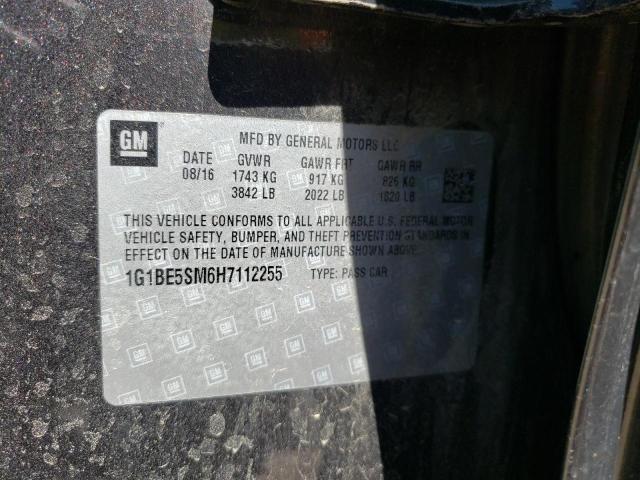 GM
MFD BY GENERAL MOTORS LLC
DATE GVWR GAWR FRT GAWR RR
08/16 1743 KG 917 KG 826 KG
3842 LB 2022 LB 1820 LB
THIS VEHICLE CONFORMS TO ALL APPLICABLE U.S. FEDERAL MOTOR
VEHICLE SAFETY, BUMPER, AND THEFT PREVENTION STANDARDS IN
EFFECT ON THE DATE OF MANUFACTURE SHOWN ABOVE.
1G1BE5SM6H7112255 TYPE: PASS CAR